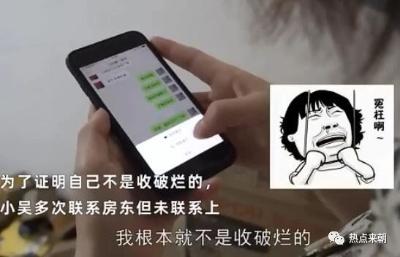 冤枉啊~
为了证明自己不是收破烂的，
小吴多次联系房东但未联系上
我根本就不是收破烂的
热点来朝